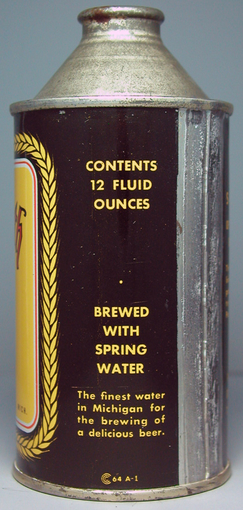 CONTENTS
12 FLUID
OUNCES
BREWED
WITH
SPRING
WATER
The finest water
in Michigan for
the brewing of
a delicious beer.
64 A-1